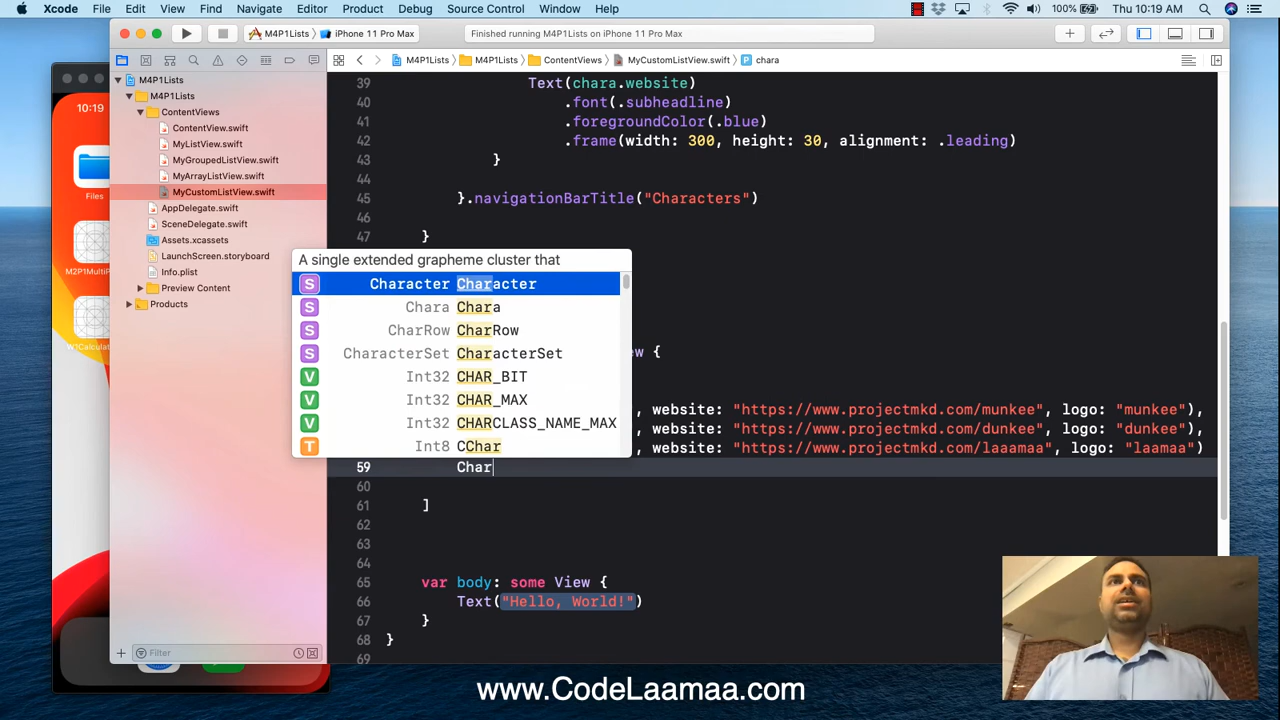 Xcode File Edit View Find Navigate Editor Product Debug Source Control Window Help 100% Thu 10:19 AM
M4P1Lists iPhone 11 Pro Max Finished running M4P1Lists on iPhone 11 Pro Max
M4P1Lists M4P1Lists ContentViews MyCustomListView.swift chara
M4P1Lists
M4P1Lists
ContentViews
ContentView.swift
MyListView.swift
MyGroupedListView.swift
MyArrayListView.swift
MyCustomListView.swift
AppDelegate.swift
SceneDelegate.swift
Assets.xcassets
LaunchScreen.storyboard
Info.plist
Preview Content
Products
Filter
10:19
Files
M2P1MultiP
W1Calculat
39 Text(chara.website)
40 .font(.subheadline)
41 .foregroundColor(.blue)
42 .frame(width: 300, height: 30, alignment: .leading)
43 }
44
45 }.navigationBarTitle("Characters")
46
47 }
A single extended grapheme cluster that
S Character Character
S Chara Chara
S CharRow CharRow
S CharacterSet CharacterSet
V Int32 CHAR_BIT
V Int32 CHAR_MAX
V Int32 CHARCLASS_NAME_MAX
T Int8 CChar
w {
, website: "https://www.projectmkd.com/munkee", logo: "munkee"),
, website: "https://www.projectmkd.com/dunkee", logo: "dunkee"),
, website: "https://www.projectmkd.com/laaamaa", logo: "laamaa")
59 Char
60
61 ]
62
63
64
65 var body: some View {
66 Text("Hello, World!")
67 }
68 }
69
www.CodeLaamaa.com